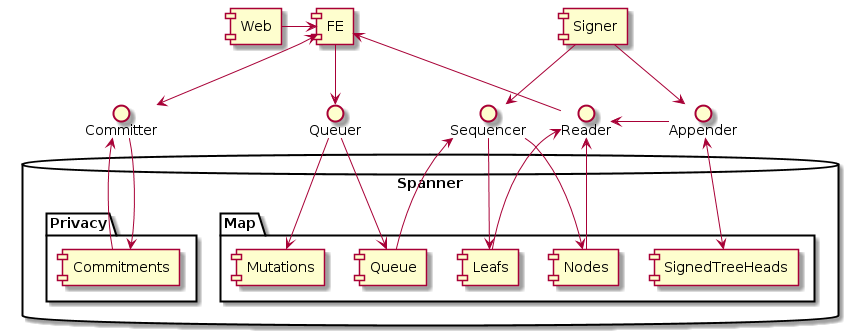 Web
FE
Signer
Committer
Queuer
Sequencer
Reader
Appender
Spanner
Privacy
Map
Commitments
Mutations
Queue
Leafs
Nodes
SignedTreeHeads